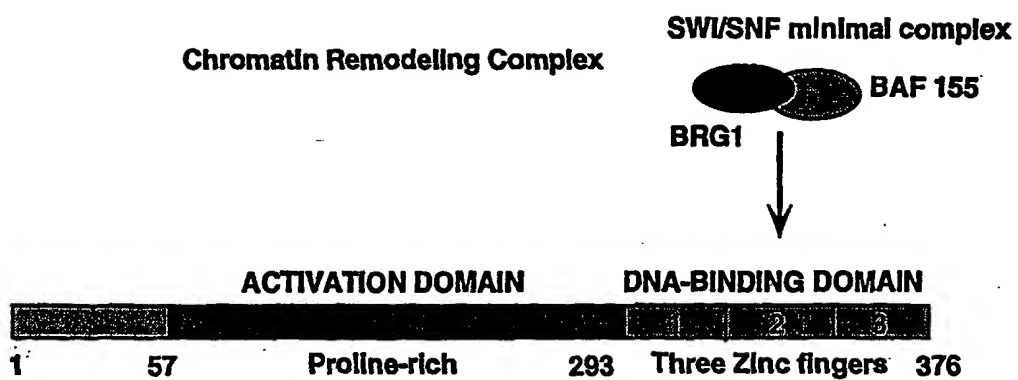 SWI/SNF minimal complex
Chromatin Remodeling Complex
BAF 155
BRG1
ACTIVATION DOMAIN DNA-BINDING DOMAIN
2 3
1 57 Proline-rich 293 Three Zinc fingers 376